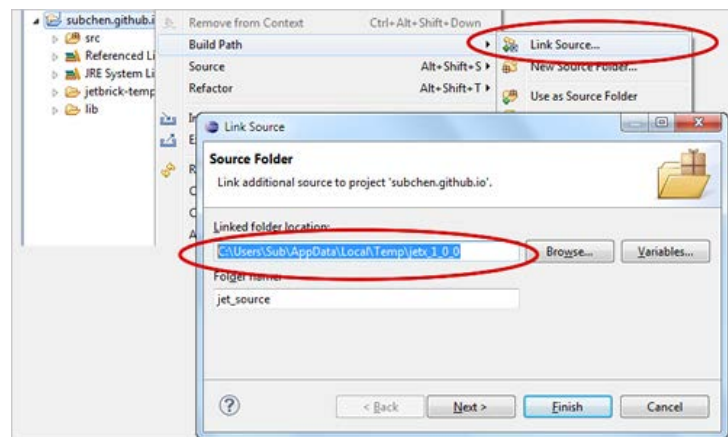 subchen.github.i
src
Referenced Li
JRE System Li
jetbrick-temp
lib
Remove from Context Ctrl+Alt+Shift+Down
Build Path
Source Alt+Shift+S
Refactor Alt+Shift+T
Link Source...
New Source Folder...
Use as Source Folder
Link Source
Source Folder
Link additional source to project 'subchen.github.io'.
Linked folder location:
C:\Users\Sub\AppData\Local\Temp\jetx_1_0_0
Browse...
Variables...
Folder name:
jet_source
< Back
Next >
Finish
Cancel